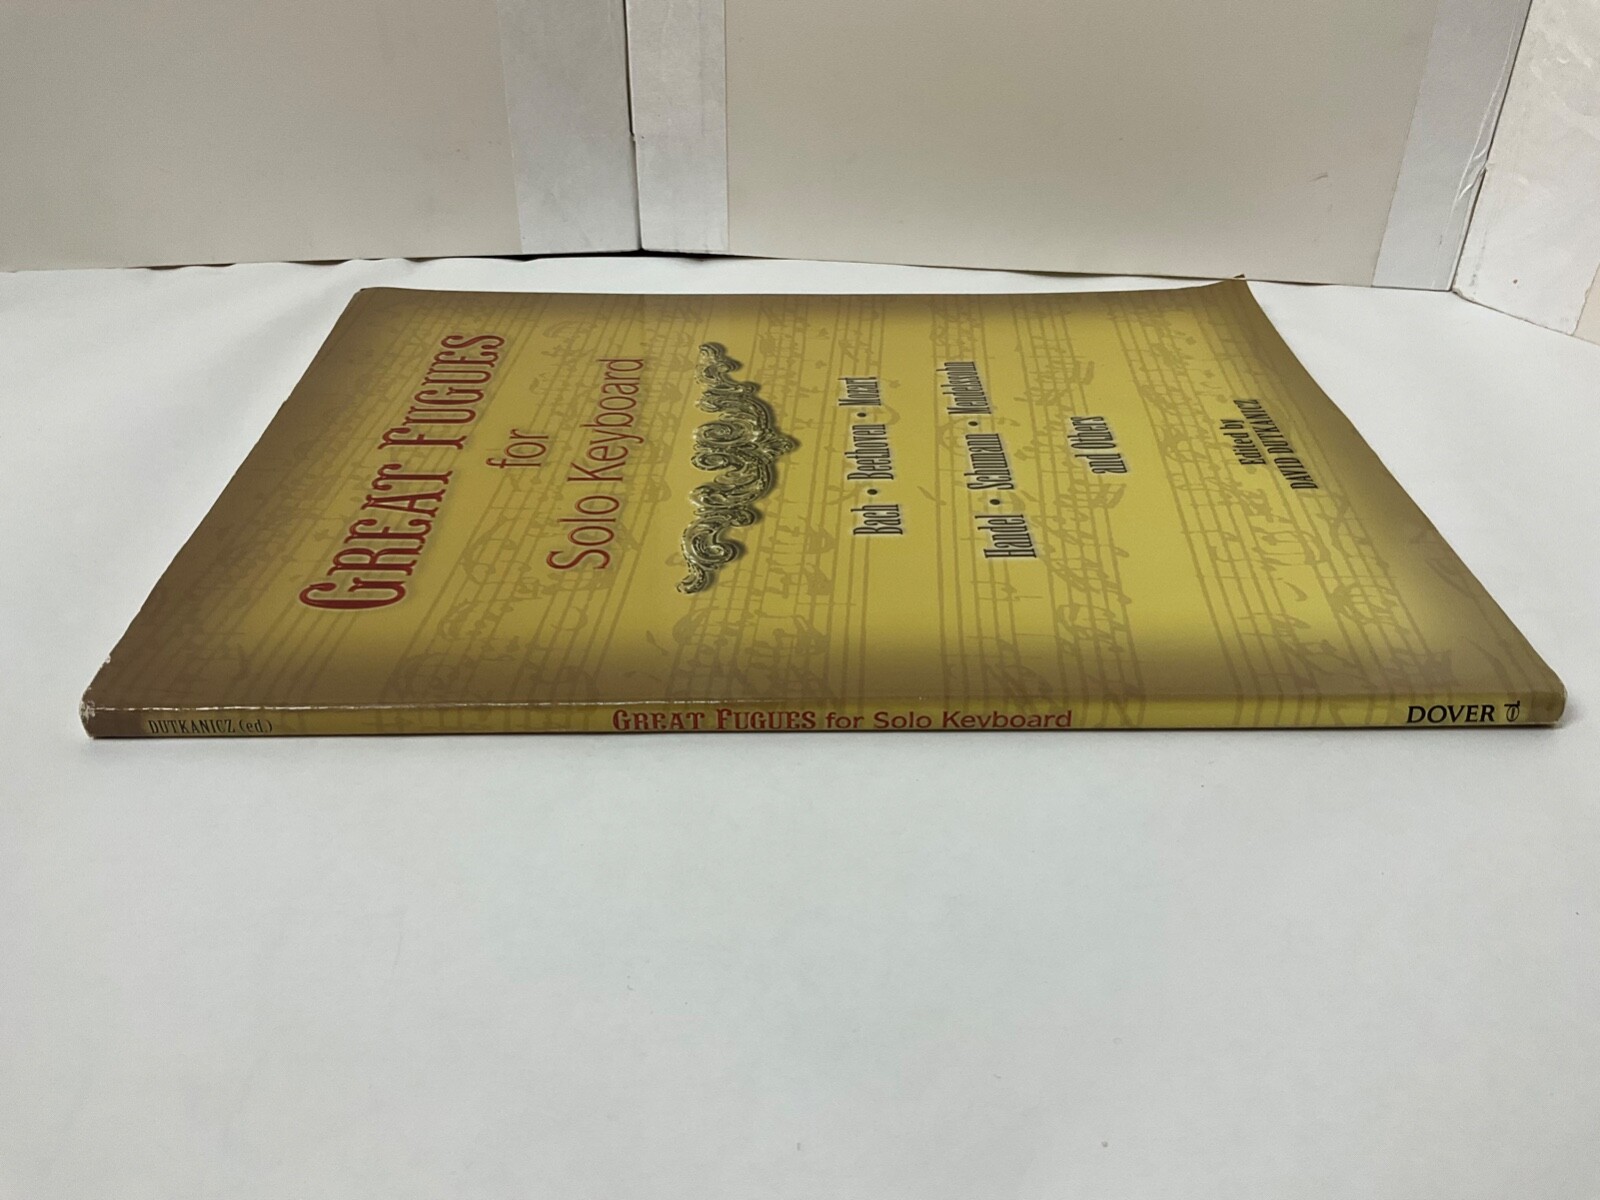 GREAT FUGUES
for
Solo Keyboard
Bach • Beethoven • Mozart
Handel • Schumann • Mendelssohn
and Others
Edited by
DAVID DUTKANICZ
DUTKANICZ (ed.)
GREAT FUGUES for Solo Keyboard
DOVER